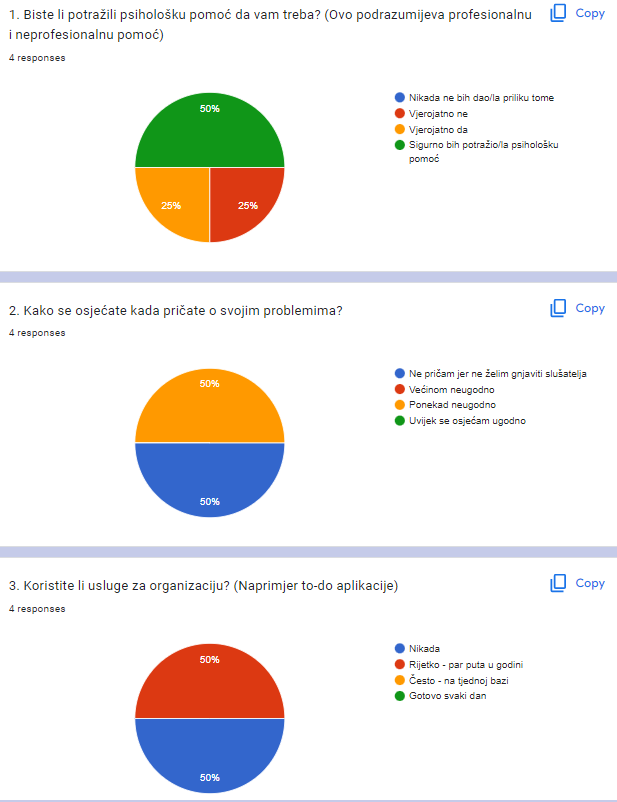 1. Biste li potražili psihološku pomoć da vam treba? (Ovo podrazumijeva profesionalnu
i neprofesionalnu pomoć)
Copy
4 responses
50%
25%
25%
Nikada ne bih dao/la priliku tome
Vjerojatno ne
Vjerojatno da
Sigurno bih potražio/la psihološku
pomoć
2. Kako se osjećate kada pričate o svojim problemima?
Copy
4 responses
50%
50%
Ne pričam jer ne želim gnjaviti slušatelja
Većinom neugodno
Ponekad neugodno
Uvijek se osjećam ugodno
3. Koristite li usluge za organizaciju? (Naprimjer to-do aplikacije)
Copy
4 responses
50%
50%
Nikada
Rijetko - par puta u godini
Često - na tjednoj bazi
Gotovo svaki dan